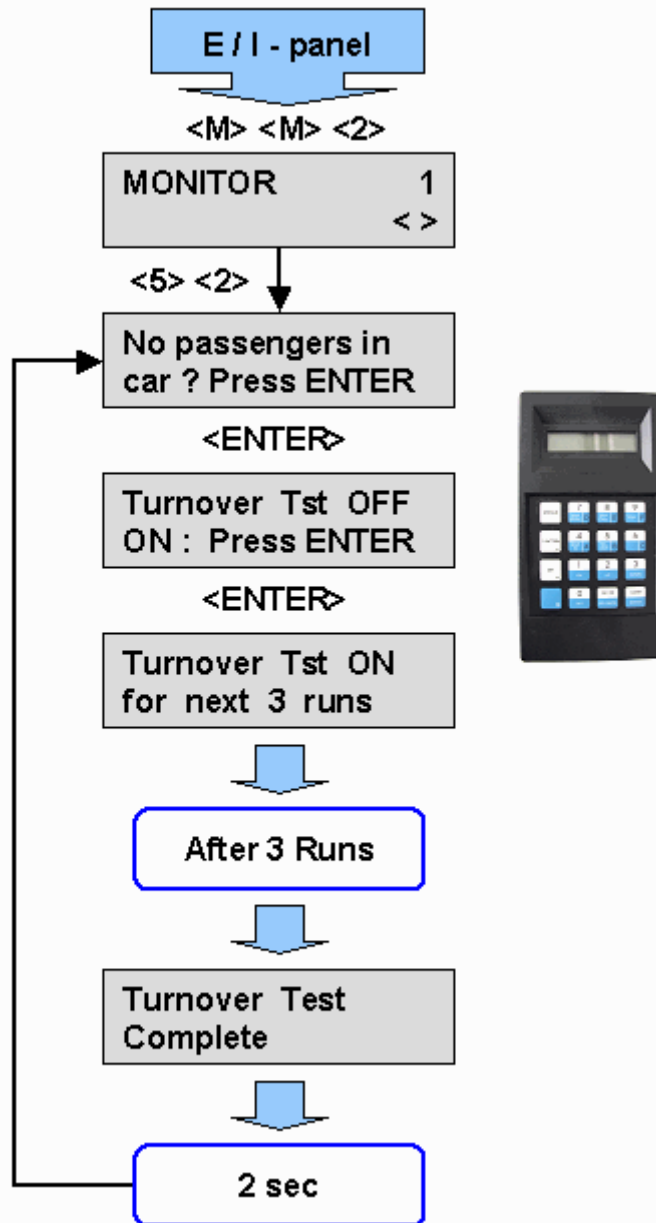 E / I - panel
<M> <M> <2>
MONITOR 1
< >
<5> <2>
No passengers in
car ? Press ENTER
<ENTER>
Turnover Tst OFF
ON : Press ENTER
<ENTER>
Turnover Tst ON
for next 3 runs
After 3 Runs
Turnover Test
Complete
2 sec